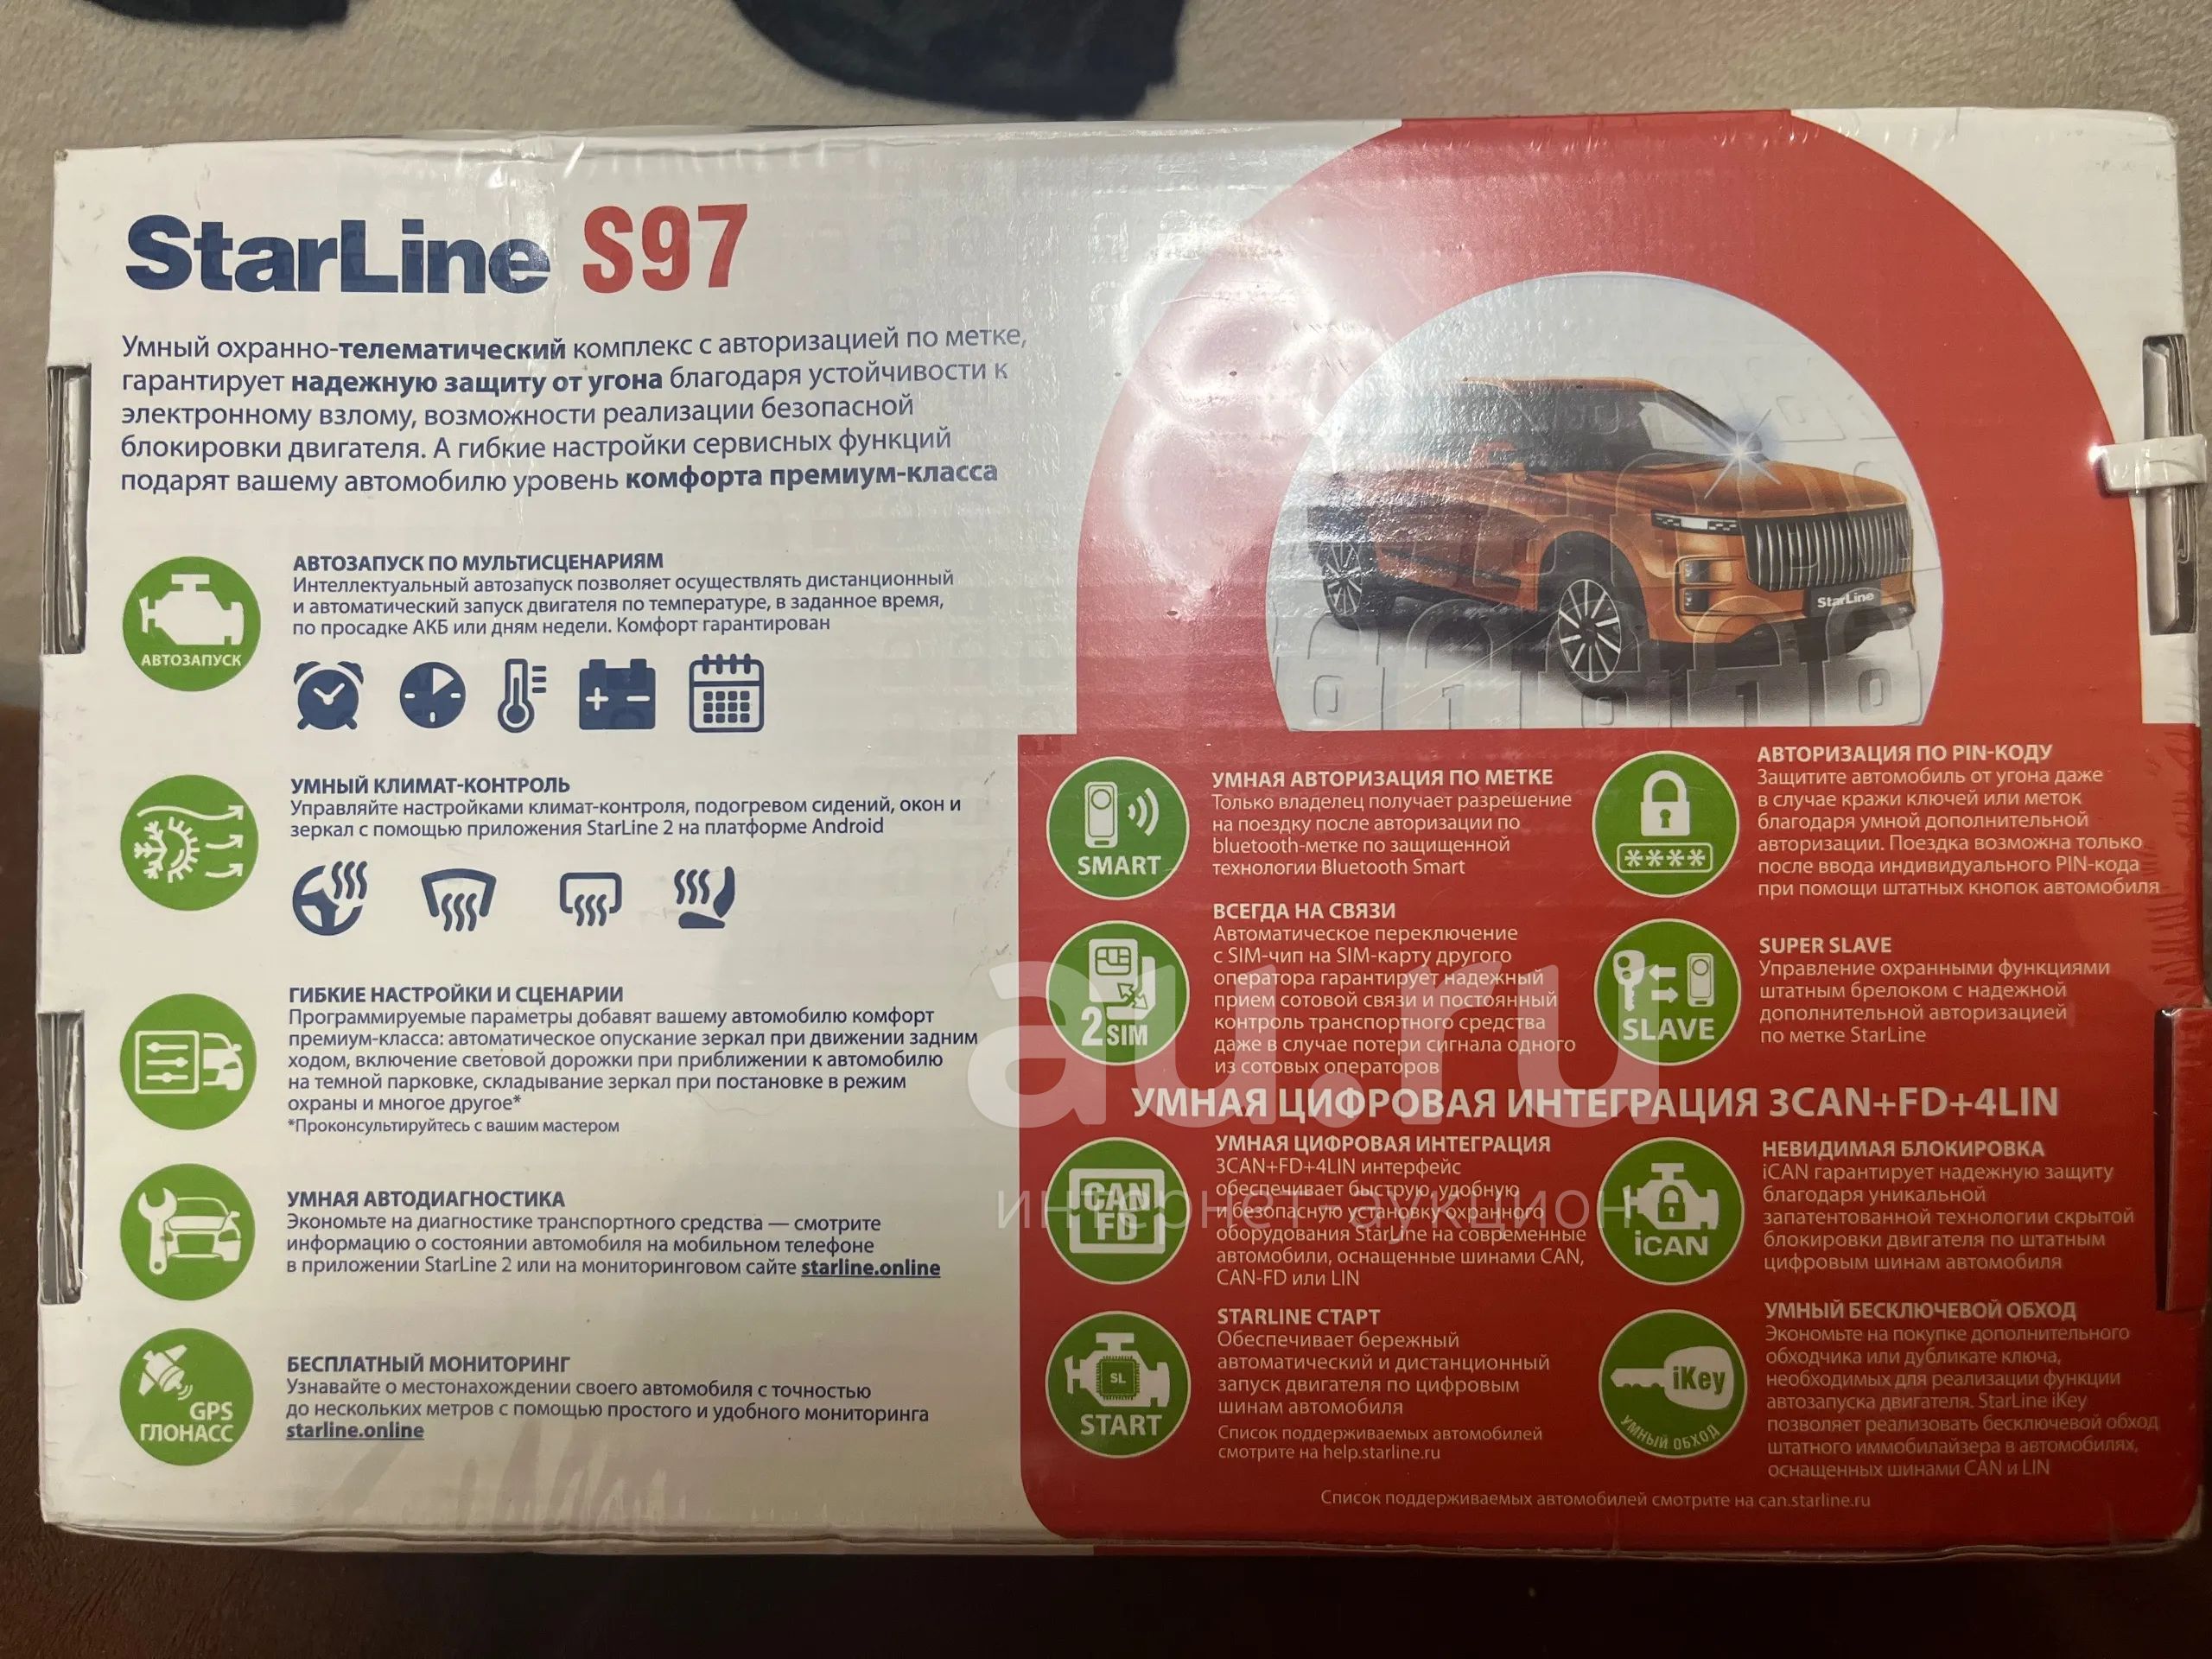 StarLine S97
Умный охранно-телематический комплекс с авторизацией по метке,
гарантирует надежную защиту от угона благодаря устойчивости к
электронному взлому, возможности реализации безопасной
блокировки двигателя. А гибкие настройки сервисных функций
подарят вашему автомобилю уровень комфорта премиум-класса
АВТОЗАПУСК
АВТОЗАПУСК ПО МУЛЬТИСЦЕНАРИЯМ
Интеллектуальный автозапуск позволяет осуществлять дистанционный
и автоматический запуск двигателя по температуре, в заданное время,
по просадке АКБ или дням недели. Комфорт гарантирован
УМНЫЙ КЛИМАТ-КОНТРОЛЬ
Управляйте настройками климат-контроля, подогревом сидений, окон и
зеркал с помощью приложения StarLine 2 на платформе Android
ГИБКИЕ НАСТРОЙКИ И СЦЕНАРИИ
Программируемые параметры добавят вашему автомобилю комфорт
премиум-класса: автоматическое опускание зеркал при движении задним
ходом, включение световой дорожки при приближении к автомобилю
на темной парковке, складывание зеркал при постановке в режим
охраны и многое другое*
*Проконсультируйтесь с вашим мастером
УМНАЯ АВТОДИАГНОСТИКА
Экономьте на диагностике транспортного средства — смотрите
информацию о состоянии автомобиля на мобильном телефоне
в приложении StarLine 2 или на мониторинговом сайте starline.online
GPS
ГЛОНАСС
БЕСПЛАТНЫЙ МОНИТОРИНГ
Узнавайте о местонахождении своего автомобиля с точностью
до нескольких метров с помощью простого и удобного мониторинга
starline.online
StarLine
SMART
УМНАЯ АВТОРИЗАЦИЯ ПО МЕТКЕ
Только владелец получает разрешение
на поездку после авторизации по
bluetooth-метке по защищенной
технологии Bluetooth Smart
****
АВТОРИЗАЦИЯ ПО PIN-КОДУ
Защитите автомобиль от угона даже
в случае кражи ключей или меток
благодаря умной дополнительной
авторизации. Поездка возможна только
после ввода индивидуального PIN-кода
при помощи штатных кнопок автомобиля
2SIM
ВСЕГДА НА СВЯЗИ
Автоматическое переключение
с SIM-чип на SIM-карту другого
оператора гарантирует надежный
прием сотовой связи и постоянный
контроль транспортного средства
даже в случае потери сигнала одного
из сотовых операторов
SLAVE
SUPER SLAVE
Управление охранными функциями
штатным брелоком с надежной
дополнительной авторизацией
по метке StarLine
УМНАЯ ЦИФРОВАЯ ИНТЕГРАЦИЯ 3CAN+FD+4LIN
CAN
FD
УМНАЯ ЦИФРОВАЯ ИНТЕГРАЦИЯ
3CAN+FD+4LIN интерфейс
обеспечивает быструю, удобную
и безопасную установку охранного
оборудования StarLine на современные
автомобили, оснащенные шинами CAN,
CAN-FD или LIN
iCAN
НЕВИДИМАЯ БЛОКИРОВКА
iCAN гарантирует надежную защиту
благодаря уникальной
запатентованной технологии скрытой
блокировки двигателя по штатным
цифровым шинам автомобиля
SL
START
STARLINE СТАРТ
Обеспечивает бережный
автоматический и дистанционный
запуск двигателя по цифровым
шинам автомобиля
Список поддерживаемых автомобилей
смотрите на help.starline.ru
iKey
УМНЫЙ ОБХОД
УМНЫЙ БЕСКЛЮЧЕВОЙ ОБХОД
Экономьте на покупке дополнительного
обходчика или дубликате ключа,
необходимых для реализации функции
автозапуска двигателя. StarLine iKey
позволяет реализовать бесключевой обход
штатного иммобилайзера в автомобилях,
оснащенных шинами CAN и LIN
Список поддерживаемых автомобилей смотрите на can.starline.ru
au.ru
интернет-аукцион